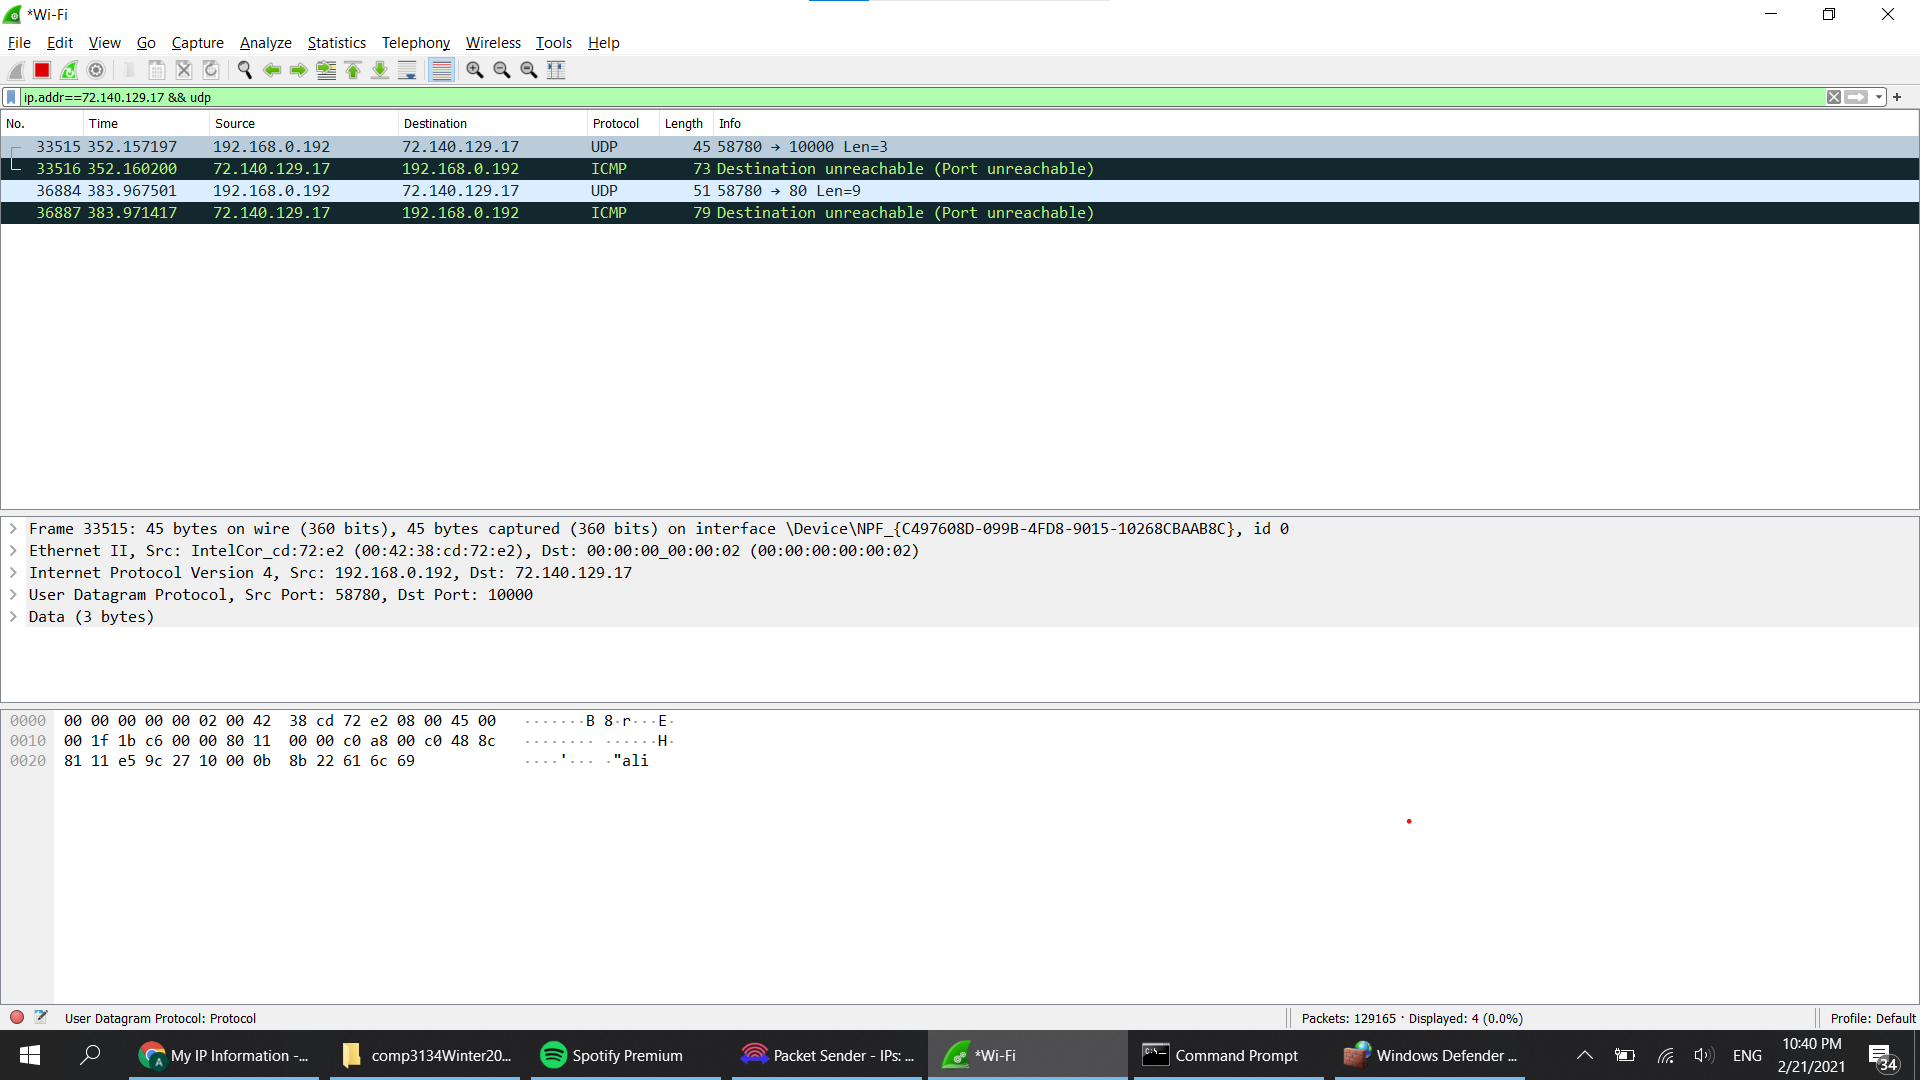 *Wi-Fi
File Edit View Go Capture Analyze Statistics Telephony Wireless Tools Help
ip.addr==72.140.129.17 && udp
No. Time Source Destination Protocol Length Info
33515 352.157197 192.168.0.192 72.140.129.17 UDP 45 58780 → 10000 Len=3
33516 352.160200 72.140.129.17 192.168.0.192 ICMP 73 Destination unreachable (Port unreachable)
36884 383.967501 192.168.0.192 72.140.129.17 UDP 51 58780 → 80 Len=9
36887 383.971417 72.140.129.17 192.168.0.192 ICMP 79 Destination unreachable (Port unreachable)
Frame 33515: 45 bytes on wire (360 bits), 45 bytes captured (360 bits) on interface \Device\NPF_{C497608D-099B-4FD8-9015-10268CBAAB8C}, id 0
Ethernet II, Src: IntelCor_cd:72:e2 (00:42:38:cd:72:e2), Dst: 00:00:00_00:00:02 (00:00:00:00:00:02)
Internet Protocol Version 4, Src: 192.168.0.192, Dst: 72.140.129.17
User Datagram Protocol, Src Port: 58780, Dst Port: 10000
Data (3 bytes)
0000 00 00 00 00 00 02 00 42 38 cd 72 e2 08 00 45 00 ·······B 8·r···E·
0010 00 1f 1b c6 00 00 80 11 00 00 c0 a8 00 c0 48 8c ········ ······H·
0020 81 11 e5 9c 27 10 00 0b 8b 22 61 6c 69 ····'··· ·"ali
User Datagram Protocol: Protocol Packets: 129165 · Displayed: 4 (0.0%) Profile: Default
My IP Information -... comp3134Winter20... Spotify Premium Packet Sender - IPs: ... *Wi-Fi Command Prompt Windows Defender ... ENG 10:40 PM
2/21/2021 34